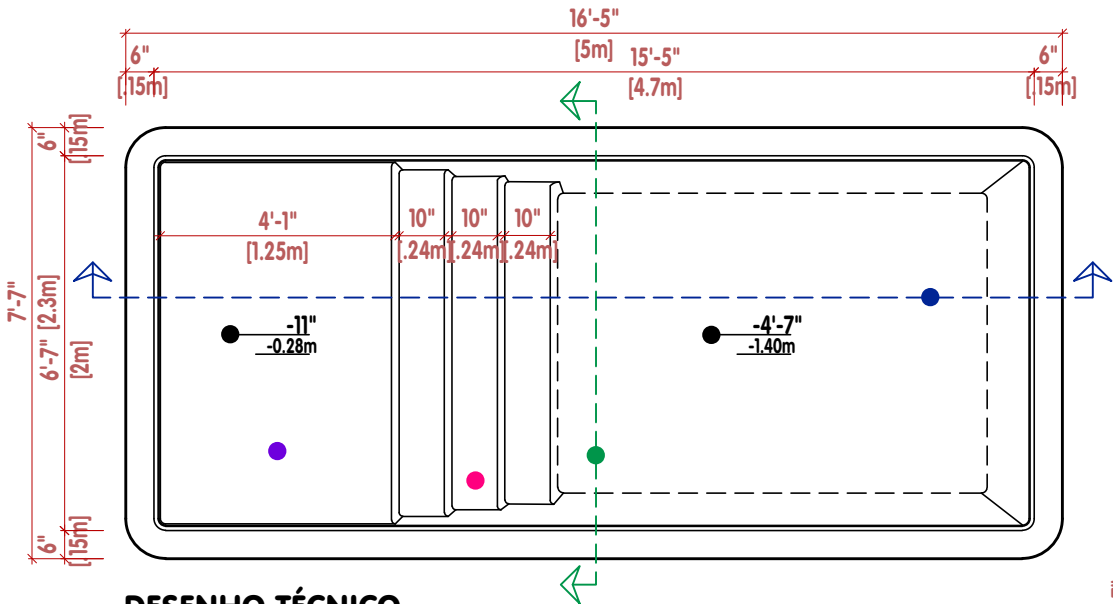 16'-5"
[5m]
6"
[.15m]
15'-5"
[4.7m]
6"
[.15m]
6"
[.15m]
7'-7"
[2.3m]
6'-7"
[2m]
6"
[.15m]
4'-1"
[1.25m]
10"
[.24m]
10"
[.24m]
10"
[.24m]
-11"
-0.28m
-4'-7"
-1.40m
DESENHO TÉCNICO